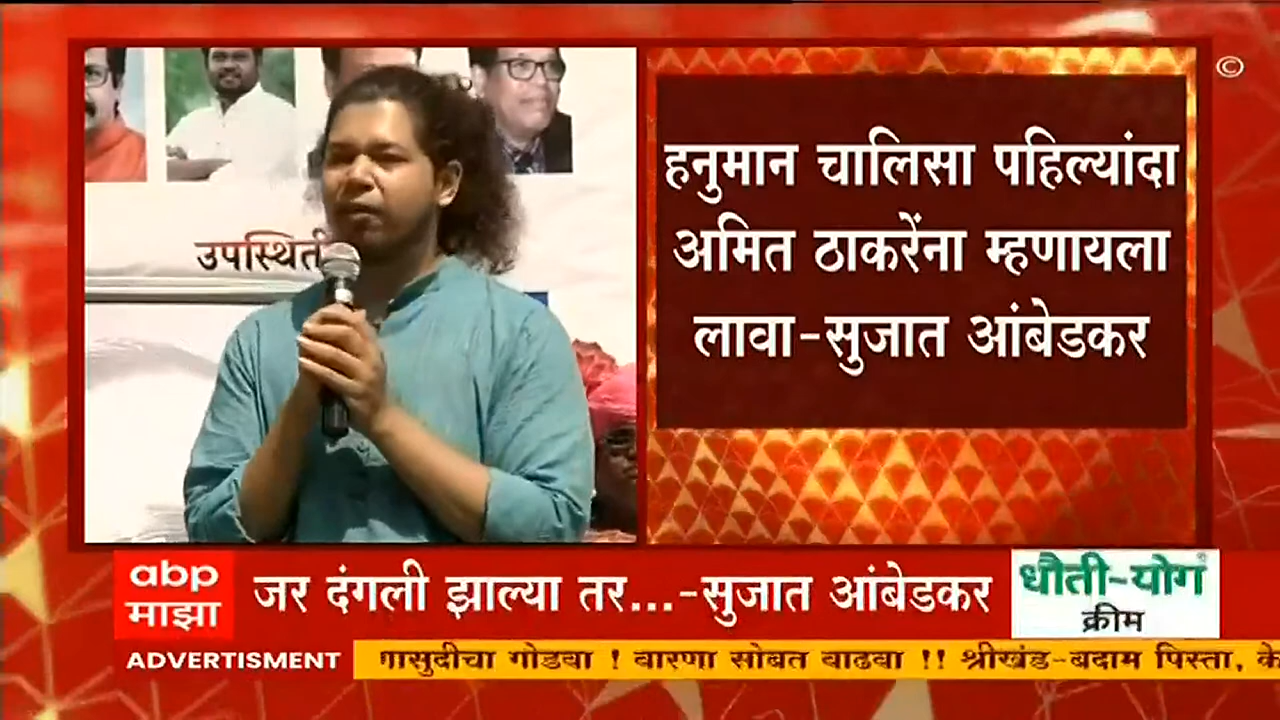 ©
हनुमान चालिसा पहिल्यांदा
अमित ठाकरेंना म्हणायला
लावा-सुजात आंबेडकर
उपस्थिती
abp
माझा
जर दंगली झाल्या तर...-सुजात आंबेडकर
धौती-योग
क्रीम
ADVERTISMENT
गासुदीचा गोडवा ! वारणा सोबत वाढवा !! श्रीखंड-बदाम पिस्ता, के